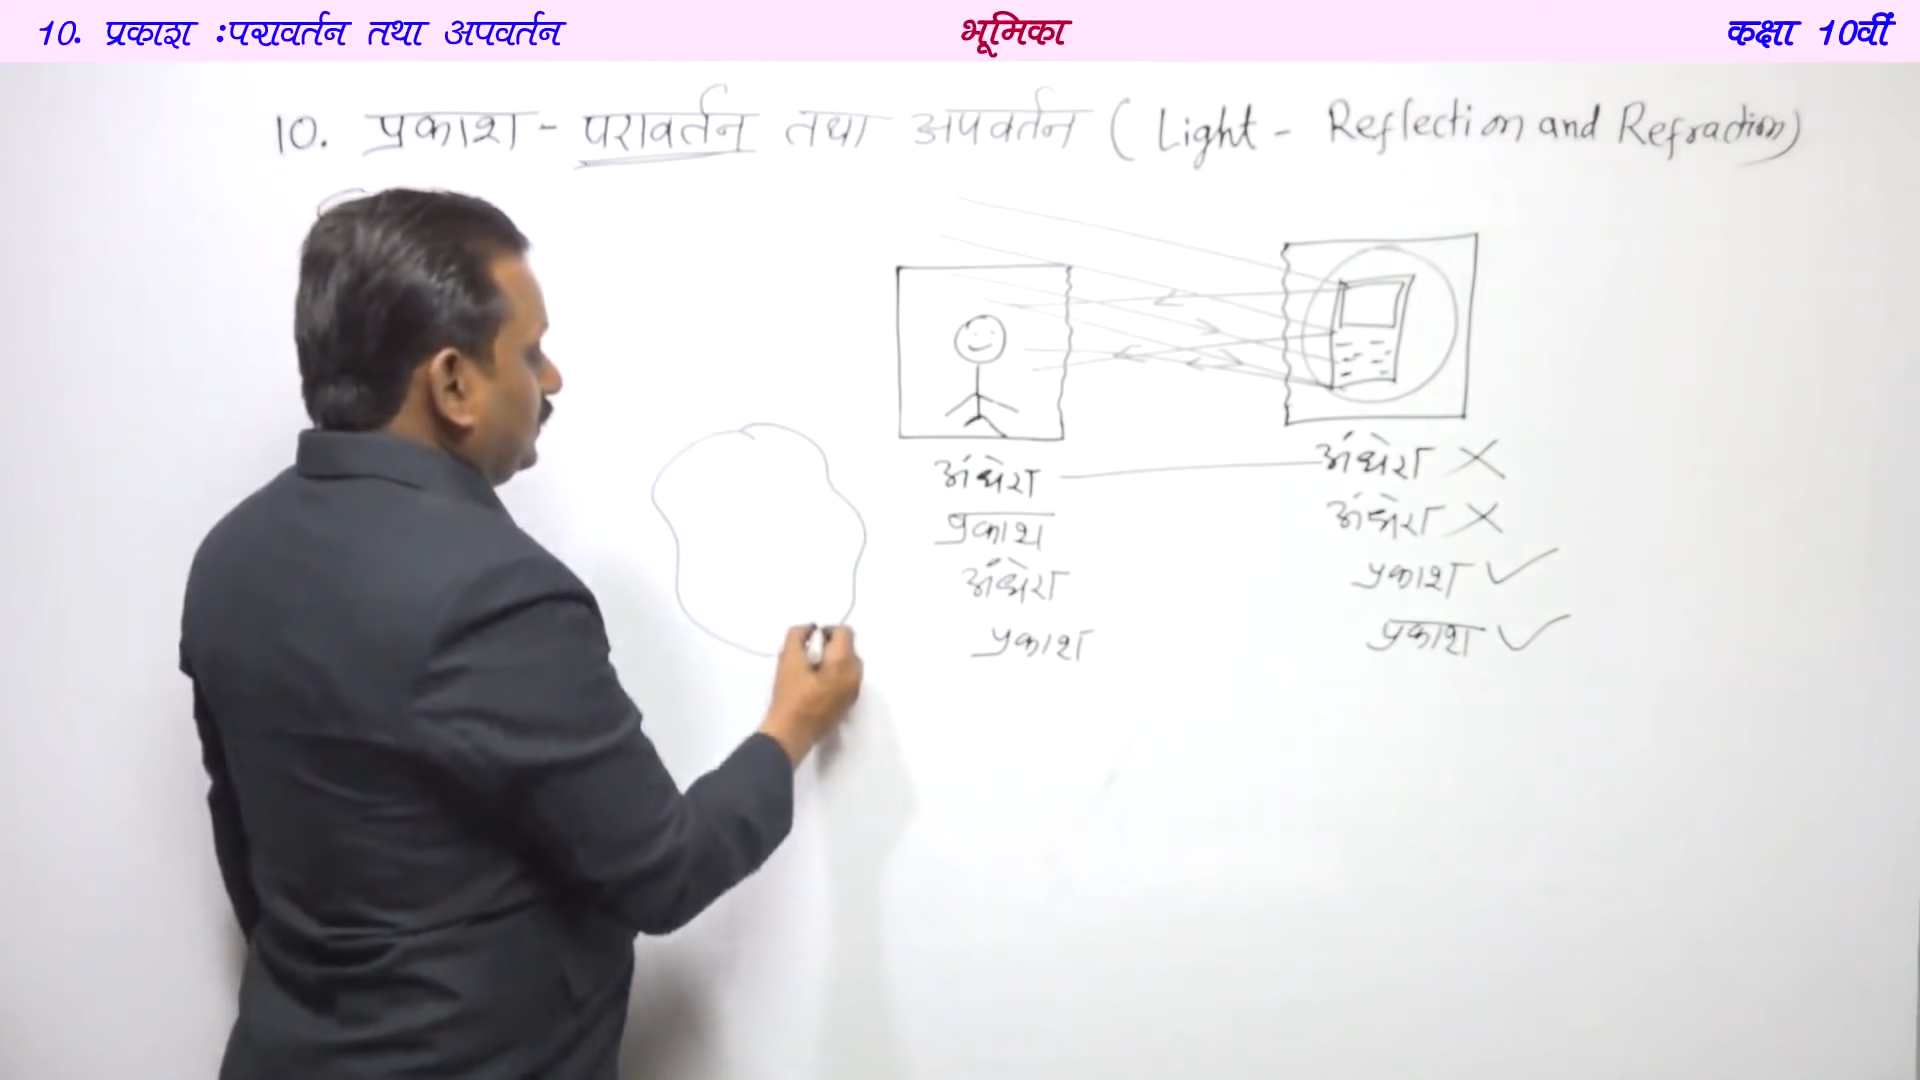 10. प्रकाश :परावर्तन तथा अपवर्तन भूमिका कक्षा 10वीं
10. प्रकाश - परावर्तन तथा अपवर्तन ( Light - Reflection and Refraction)
अंधेरा अंधेरा X
प्रकाश अंधेरा X
अंधेरा प्रकाश ✓
प्रकाश प्रकाश ✓